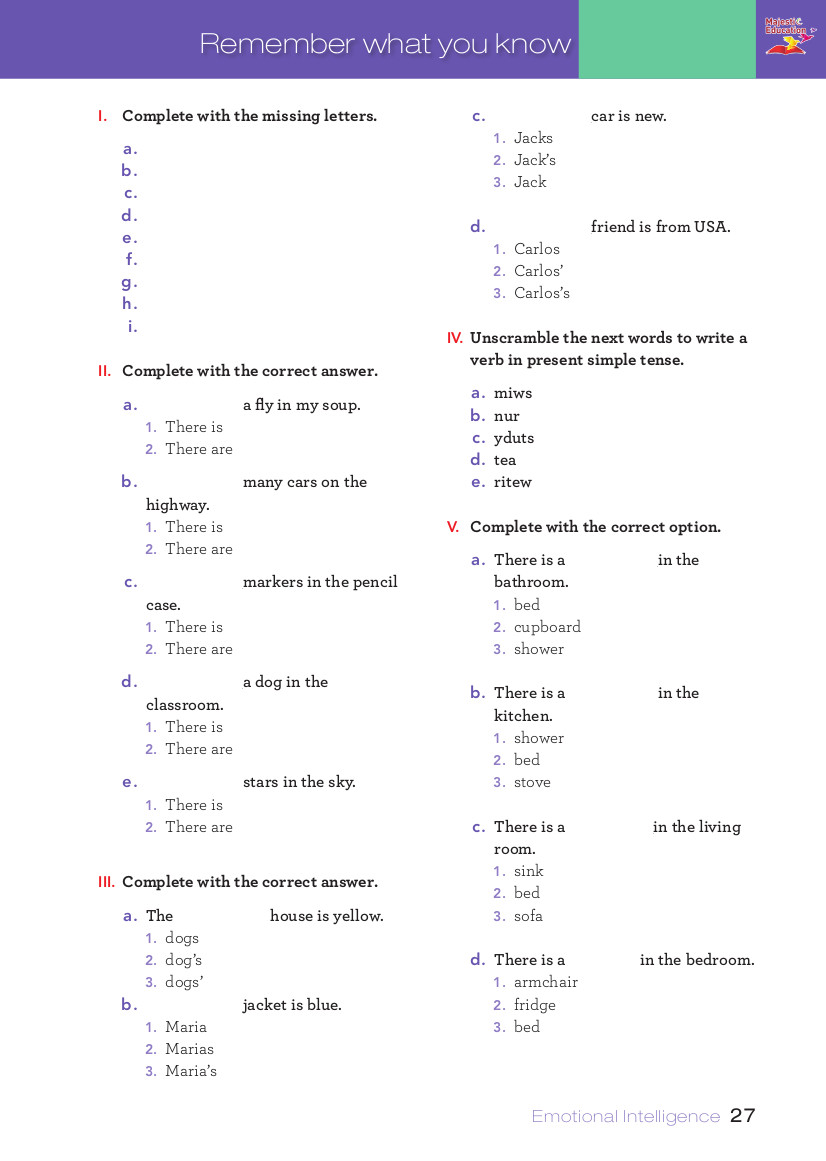 Remember what you know
Majestic
Education
I. Complete with the missing letters.
a.
b.
c.
d.
e.
f.
g.
h.
i.
II. Complete with the correct answer.
a. a fly in my soup.
1. There is
2. There are
b. many cars on the
highway.
1. There is
2. There are
c. markers in the pencil
case.
1. There is
2. There are
d. a dog in the
classroom.
1. There is
2. There are
e. stars in the sky.
1. There is
2. There are
III. Complete with the correct answer.
a. The house is yellow.
1. dogs
2. dog's
3. dogs'
b. jacket is blue.
1. Maria
2. Marias
3. Maria's
c. car is new.
1. Jacks
2. Jack's
3. Jack
d. friend is from USA.
1. Carlos
2. Carlos'
3. Carlos's
IV. Unscramble the next words to write a
verb in present simple tense.
a. miws
b. nur
c. yduts
d. tea
e. ritew
V. Complete with the correct option.
a. There is a in the
bathroom.
1. bed
2. cupboard
3. shower
b. There is a in the
kitchen.
1. shower
2. bed
3. stove
c. There is a in the living
room.
1. sink
2. bed
3. sofa
d. There is a in the bedroom.
1. armchair
2. fridge
3. bed
Emotional Intelligence 27